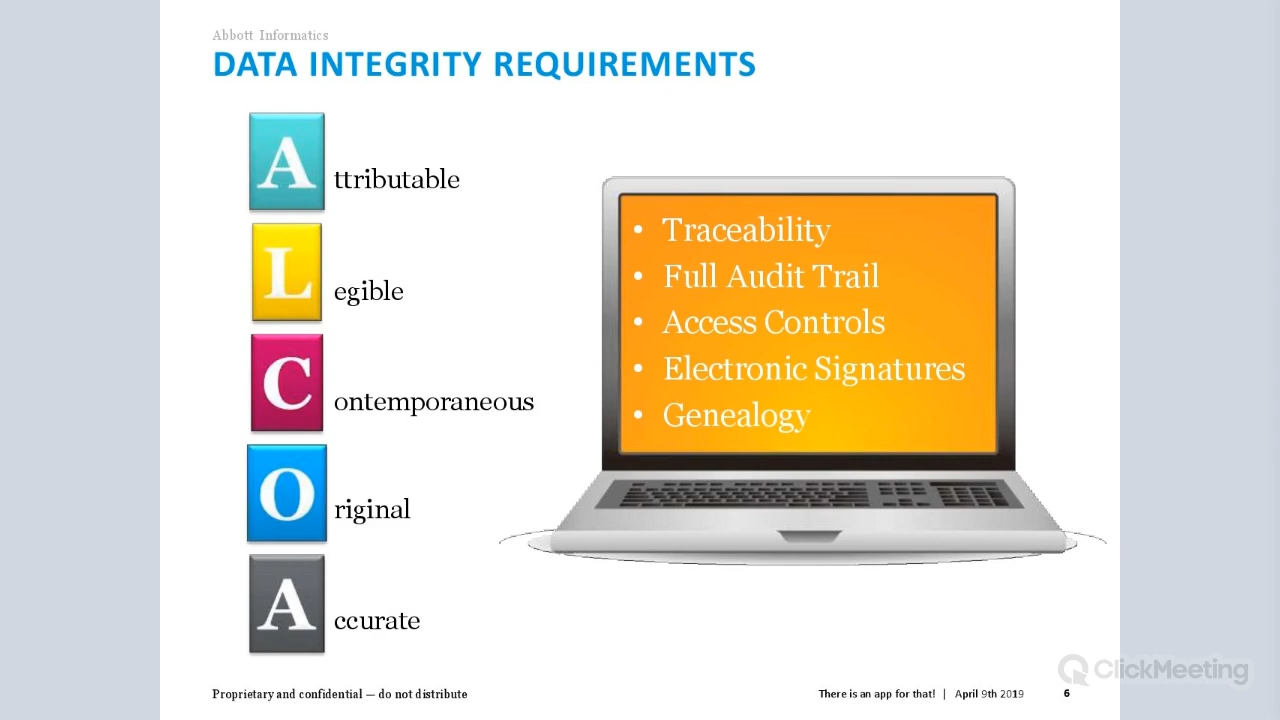 Abbott Informatics
DATA INTEGRITY REQUIREMENTS
Attributable
Legible
Contemporaneous
Original
Accurate
• Traceability
• Full Audit Trail
• Access Controls
• Electronic Signatures
• Genealogy
Proprietary and confidential — do not distribute
There is an app for that! | April 9th 2019 6
ClickMeeting